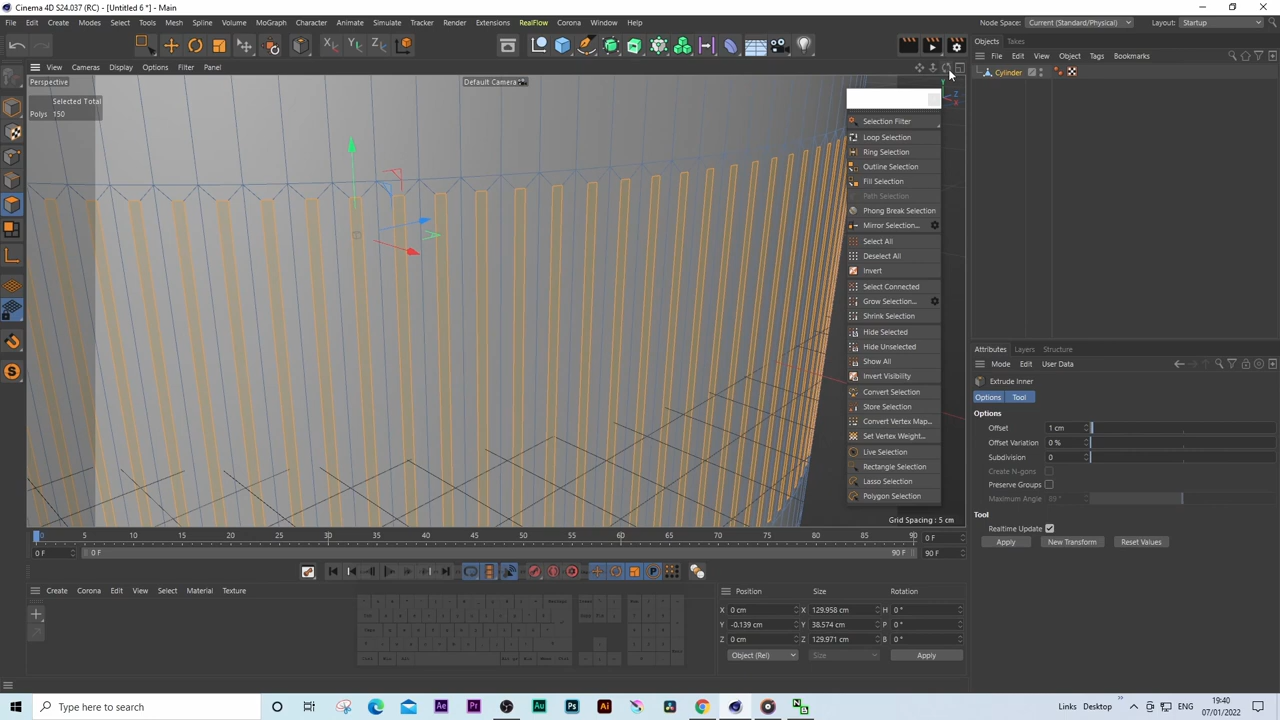 Cinema 4D S24.037 (RC) - [Untitled 6 *] - Main
File Edit Create Modes Select Tools Mesh Spline Volume MoGraph Character Animate Simulate Tracker Render Extensions RealFlow Corona Window Help
Node Space: Current (Standard/Physical) Layout: Startup
X Y Z
View Cameras Display Options Filter Panel
Objects Takes
File Edit View Object Tags Bookmarks
Cylinder
Perspective
Default Camera
Selected Total
Polys 150
Y
Z
X
Selection Filter
Loop Selection
Ring Selection
Outline Selection
Fill Selection
Path Selection
Phong Break Selection
Mirror Selection...
Select All
Deselect All
Invert
Select Connected
Grow Selection...
Shrink Selection
Hide Selected
Hide Unselected
Show All
Invert Visibility
Convert Selection
Store Selection
Convert Vertex Map...
Set Vertex Weight...
Live Selection
Rectangle Selection
Lasso Selection
Polygon Selection
Grid Spacing : 5 cm
Attributes Layers Structure
Mode Edit User Data
Extrude Inner
Options Tool
Options
Offset 1 cm
Offset Variation 0 %
Subdivision 0
Create N-gons
Preserve Groups
Maximum Angle 89 °
Tool
Realtime Update
Apply New Transform Reset Values
0 5 10 15 20 25 30 35 40 45 50 55 60 65 70 75 80 85 90 0 F
0 F 0 F 90 F 90 F
Create Corona Edit View Select Material Texture
Position Size Rotation
X 0 cm X 129.958 cm H 0 °
Y -0.139 cm Y 38.574 cm P 0 °
Z 0 cm Z 129.971 cm B 0 °
Object (Rel) Size Apply
Type here to search
Ae Pr Au Ps Ai
Links Desktop
19:40
07/01/2022